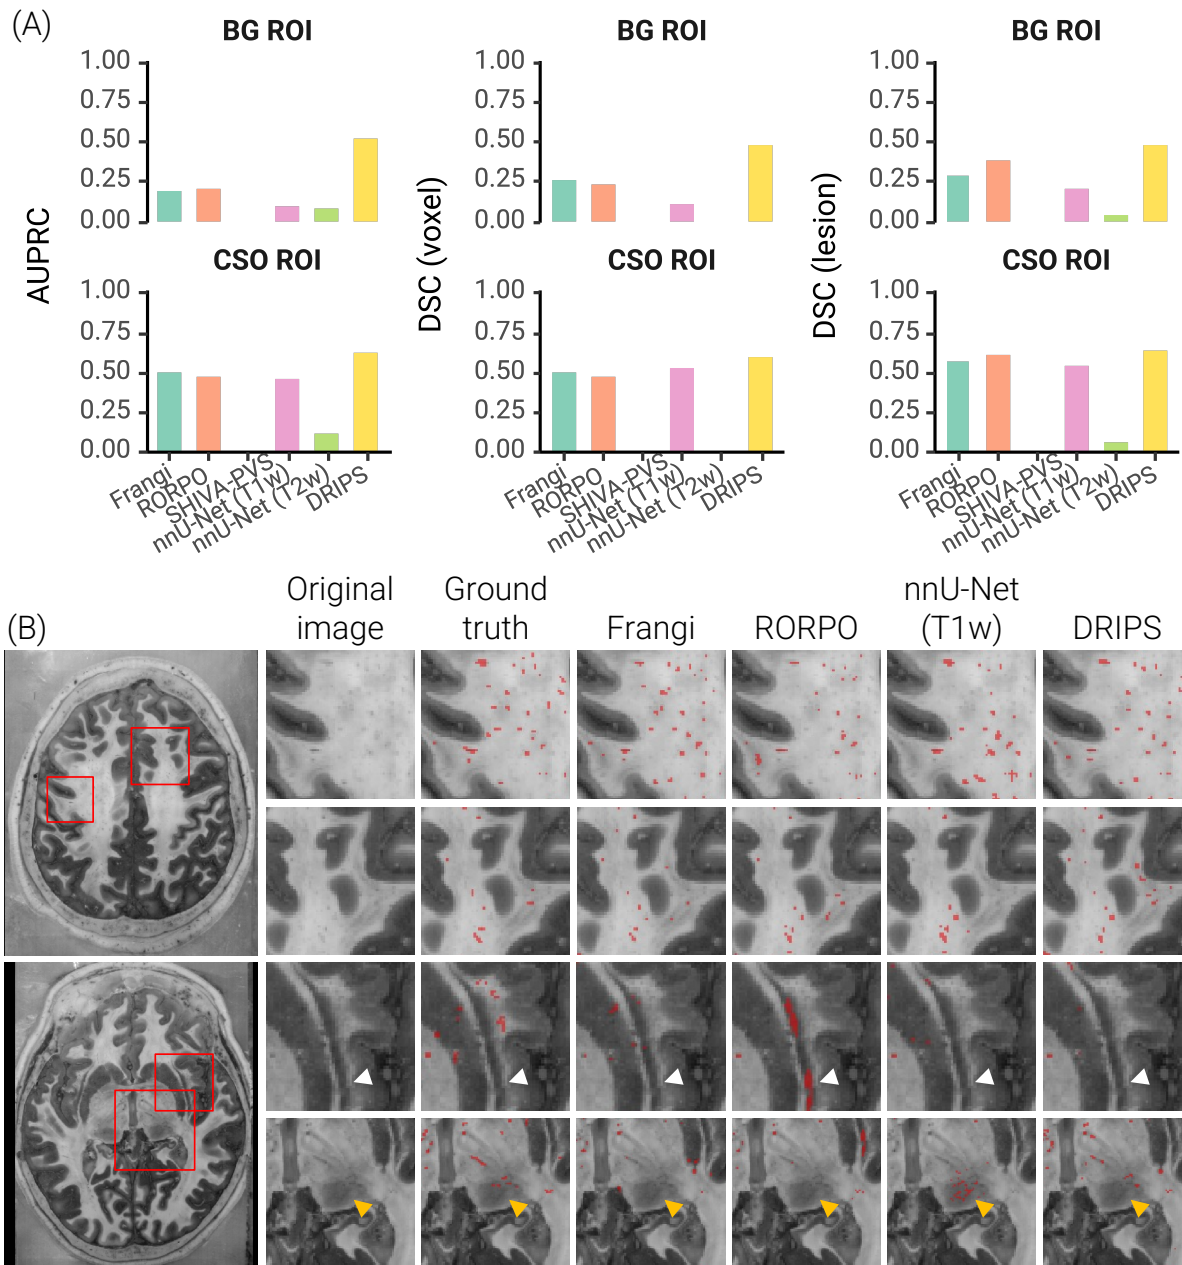 (A)
BG ROI
BG ROI
BG ROI
1.00
0.75
0.50
0.25
0.00
1.00
0.75
0.50
0.25
0.00
1.00
0.75
0.50
0.25
0.00
AUPRC
DSC (voxel)
DSC (lesion)
CSO ROI
CSO ROI
CSO ROI
1.00
0.75
0.50
0.25
0.00
1.00
0.75
0.50
0.25
0.00
1.00
0.75
0.50
0.25
0.00
Frangi
RORPO
SHIVA-PVS
nnU-Net (T1w)
nnU-Net (T2w)
DRIPS
Frangi
RORPO
SHIVA-PVS
nnU-Net (T1w)
nnU-Net (T2w)
DRIPS
Frangi
RORPO
SHIVA-PVS
nnU-Net (T1w)
nnU-Net (T2w)
DRIPS
(B)
Original
image
Ground
truth
Frangi
RORPO
nnU-Net
(T1w)
DRIPS